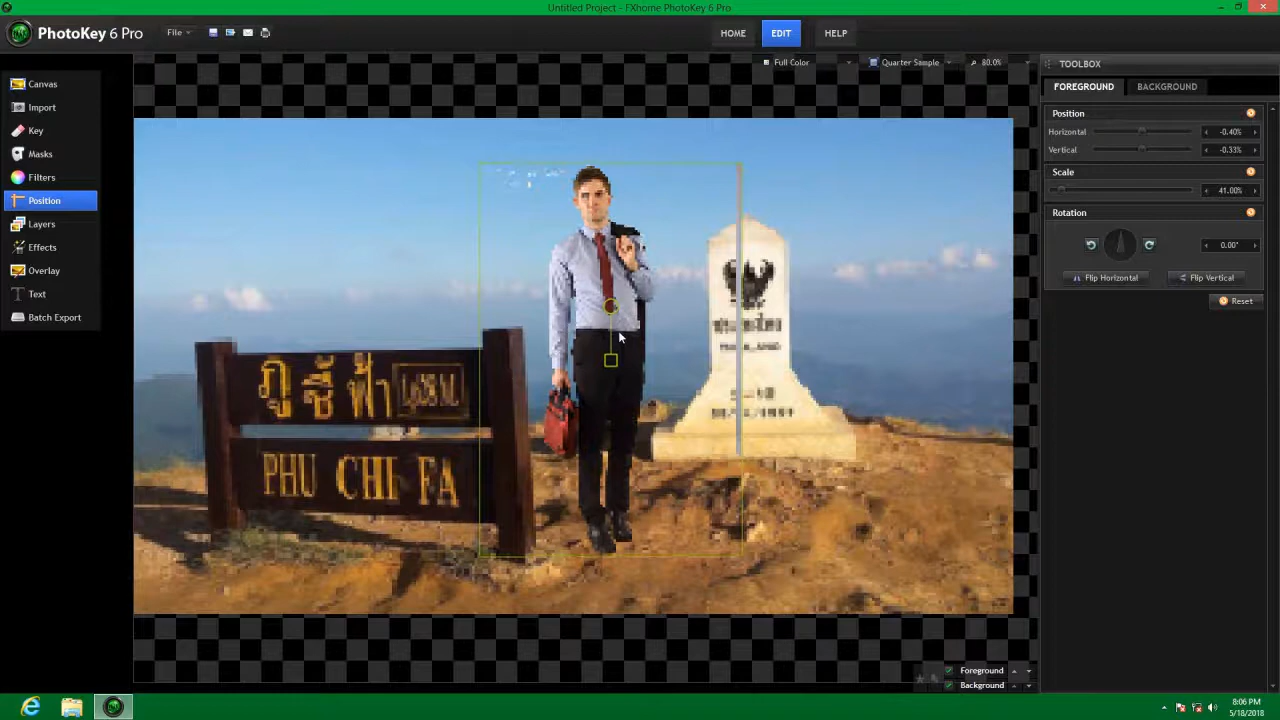 Untitled Project - FXhome PhotoKey 6 Pro
PhotoKey 6 Pro
File
HOME
EDIT
HELP
Full Color
Quarter Sample
80.0%
TOOLBOX
FOREGROUND
BACKGROUND
Canvas
Import
Key
Masks
Filters
Position
Layers
Effects
Overlay
Text
Batch Export
Position
Horizontal
-0.40%
Vertical
-0.33%
Scale
41.00%
Rotation
0.00°
Flip Horizontal
Flip Vertical
Reset
ภู ชี้ ฟ้า
PHU CHI FA
Foreground
Background
8:06 PM
5/18/2018